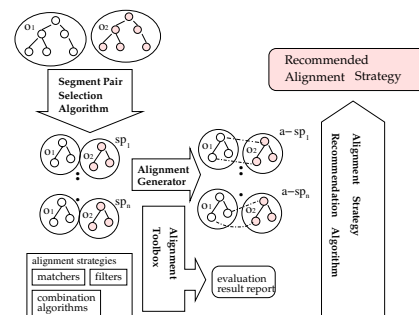 o1
o2
Recommended
Alignment Strategy
Segment Pair
Selection
Algorithm
sp1
o1
o2
Alignment
Generator
a-sp1
o1
o2
spn
o1
o2
a-spn
o1
o2
Alignment Strategy
Recommendation Algorithm
Alignment
Toolbox
alignment strategies
matchers
filters
combination
algorithms
evaluation
result report